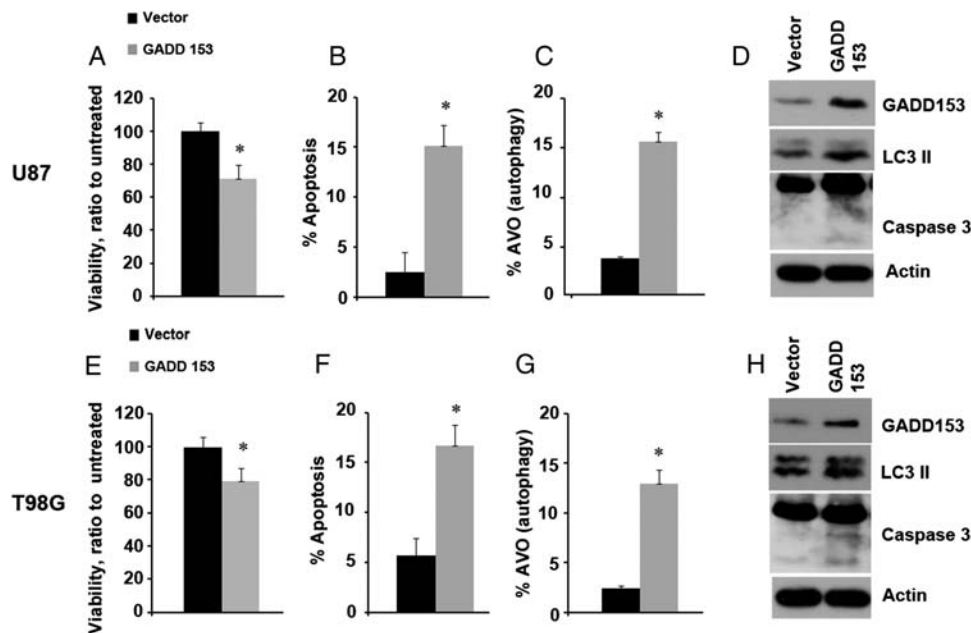 Vector
GADD 153
A
B
C
D
U87
Viability, ratio to untreated
120
100
80
60
40
20
0
*
% Apoptosis
20
15
10
5
0
*
% AVO (autophagy)
20
15
10
5
0
*
Vector
GADD
153
GADD153
LC3 II
Caspase 3
Actin
Vector
GADD 153
E
F
G
H
T98G
Viability, ratio to untreated
120
100
80
60
40
20
0
*
% Apoptosis
20
15
10
5
0
*
% AVO (autophagy)
20
15
10
5
0
*
Vector
GADD
153
GADD153
LC3 II
Caspase 3
Actin